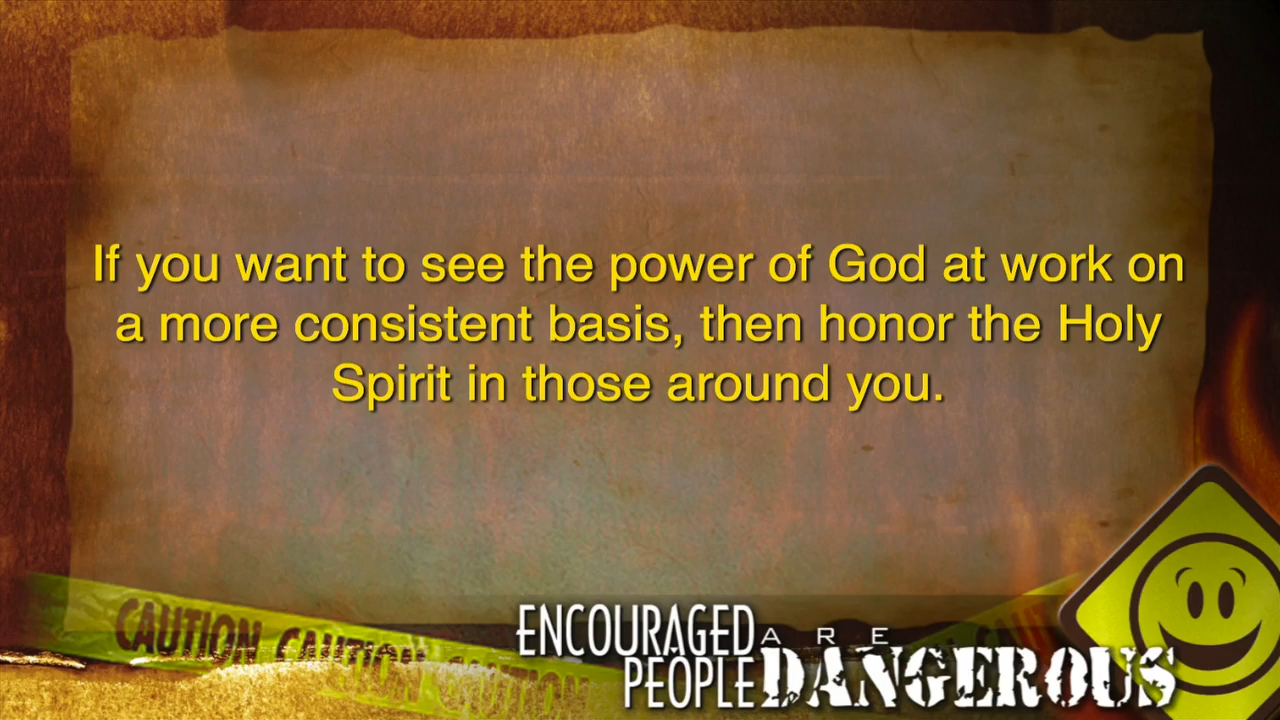 If you want to see the power of God at work on
a more consistent basis, then honor the Holy
Spirit in those around you.
CAUTION CAUTION CAUTION
ENCOURAGED ARE
PEOPLE DANGEROUS